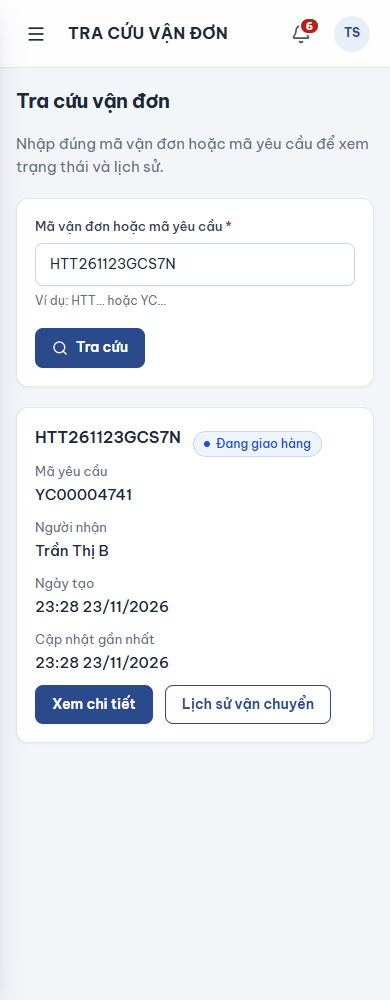 TRA CỨU VẬN ĐƠN
6
TS
Tra cứu vận đơn
Nhập đúng mã vận đơn hoặc mã yêu cầu để xem
trạng thái và lịch sử.
Mã vận đơn hoặc mã yêu cầu *
HTT261123GCS7N
Ví dụ: HTT... hoặc YC...
Tra cứu
HTT261123GCS7N
Đang giao hàng
Mã yêu cầu
YC00004741
Người nhận
Trần Thị B
Ngày tạo
23:28 23/11/2026
Cập nhật gần nhất
23:28 23/11/2026
Xem chi tiết
Lịch sử vận chuyển